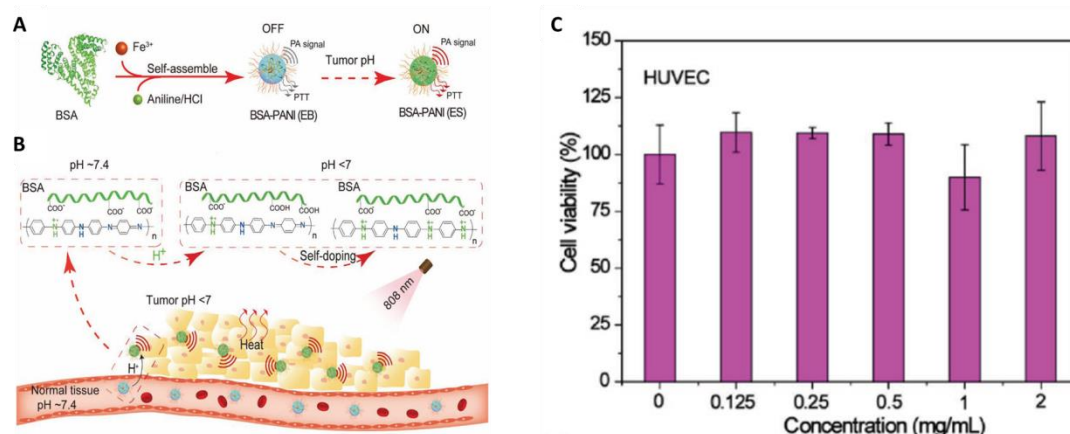 A
Fe³⁺
Self-assemble
Aniline/HCl
BSA
OFF
PA signal
PTT
BSA-PANI (EB)
Tumor pH
ON
PA signal
PTT
BSA-PANI (ES)
B
pH ~7.4
pH <7
BSA
COO⁻ COO⁻ COO⁻
N
H
N
N
n
BSA
COO⁻ COOH COOH
N
H
N
N
n
BSA
COO⁻ COO⁻ COO⁻
N
H
n
H⁺
Self-doping
808 nm
Tumor pH <7
Heat
H⁺
Normal tissue
pH ~7.4
C
HUVEC
Cell viability (%)
150
125
100
75
50
25
0
0 0.125 0.25 0.5 1 2
Concentration (mg/mL)